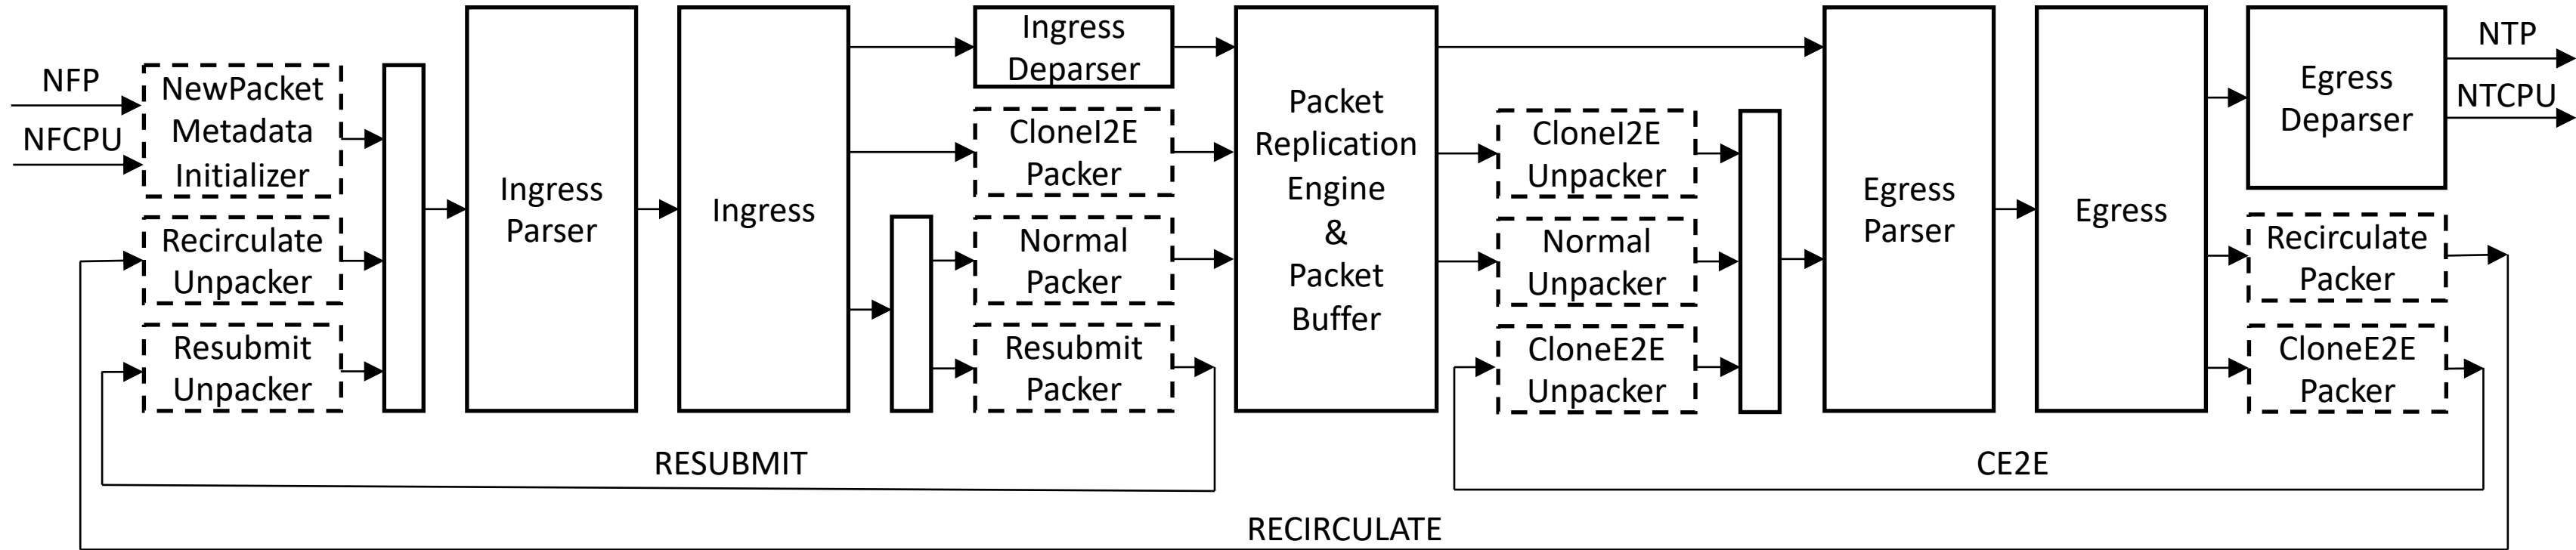 NFP
NFCPU
NewPacket
Metadata
Initializer
Recirculate
Unpacker
Resubmit
Unpacker
Ingress
Parser
Ingress
Ingress
Deparser
CloneI2E
Packer
Normal
Packer
Resubmit
Packer
Packet
Replication
Engine
&
Packet
Buffer
CloneI2E
Unpacker
Normal
Unpacker
CloneE2E
Unpacker
Egress
Parser
Egress
Egress
Deparser
Recirculate
Packer
CloneE2E
Packer
NTP
NTCPU
RESUBMIT
CE2E
RECIRCULATE